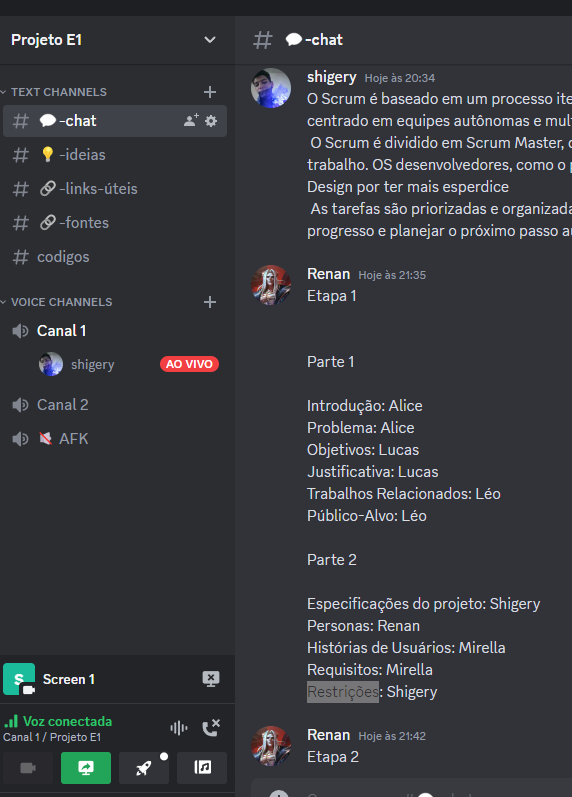 Projeto E1
TEXT CHANNELS
-chat
-ideias
-links-úteis
-fontes
codigos
VOICE CHANNELS
Canal 1
shigery AO VIVO
Canal 2
AFK
S Screen 1
Voz conectada
Canal 1 / Projeto E1
-chat
shigery Hoje às 20:34
O Scrum é baseado em um processo ite
centrado em equipes autônomas e mul
O Scrum é dividido em Scrum Master,
trabalho. OS desenvolvedores, como o
Design por ter mais esperdice
As tarefas são priorizadas e organizada
progresso e planejar o próximo passo
Renan Hoje às 21:35
Etapa 1
Parte 1
Introdução: Alice
Problema: Alice
Objetivos: Lucas
Justificativa: Lucas
Trabalhos Relacionados: Léo
Público-Alvo: Léo
Parte 2
Especificações do projeto: Shigery
Personas: Renan
Histórias de Usuários: Mirella
Requisitos: Mirella
Restrições: Shigery
Renan Hoje às 21:42
Etapa 2